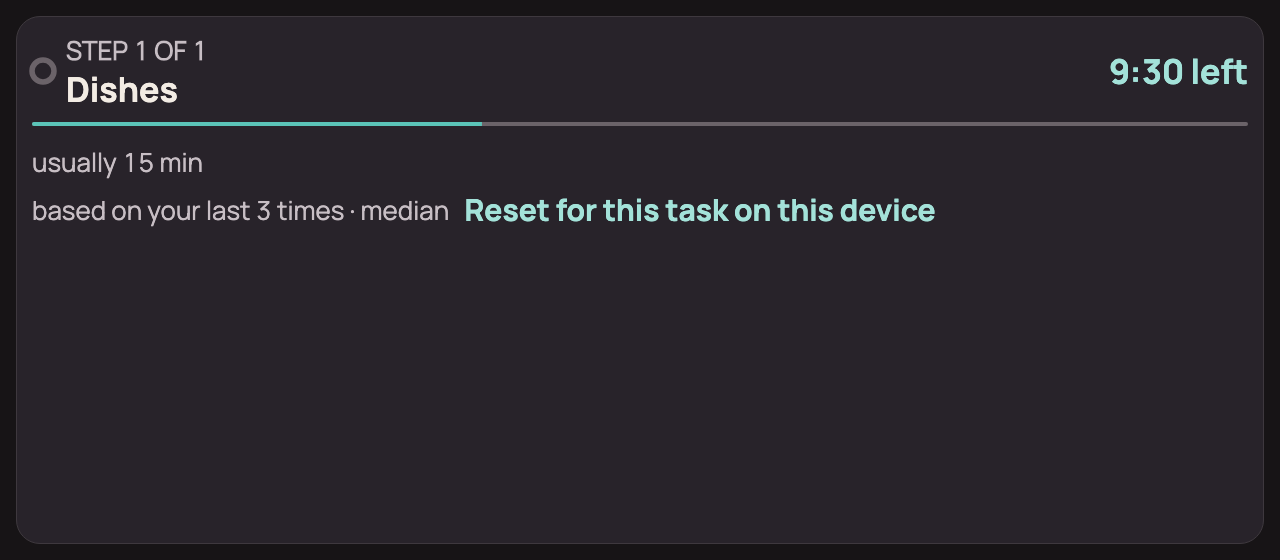 STEP 1 OF 1
Dishes
9:30 left
usually 15 min
based on your last 3 times · median Reset for this task on this device